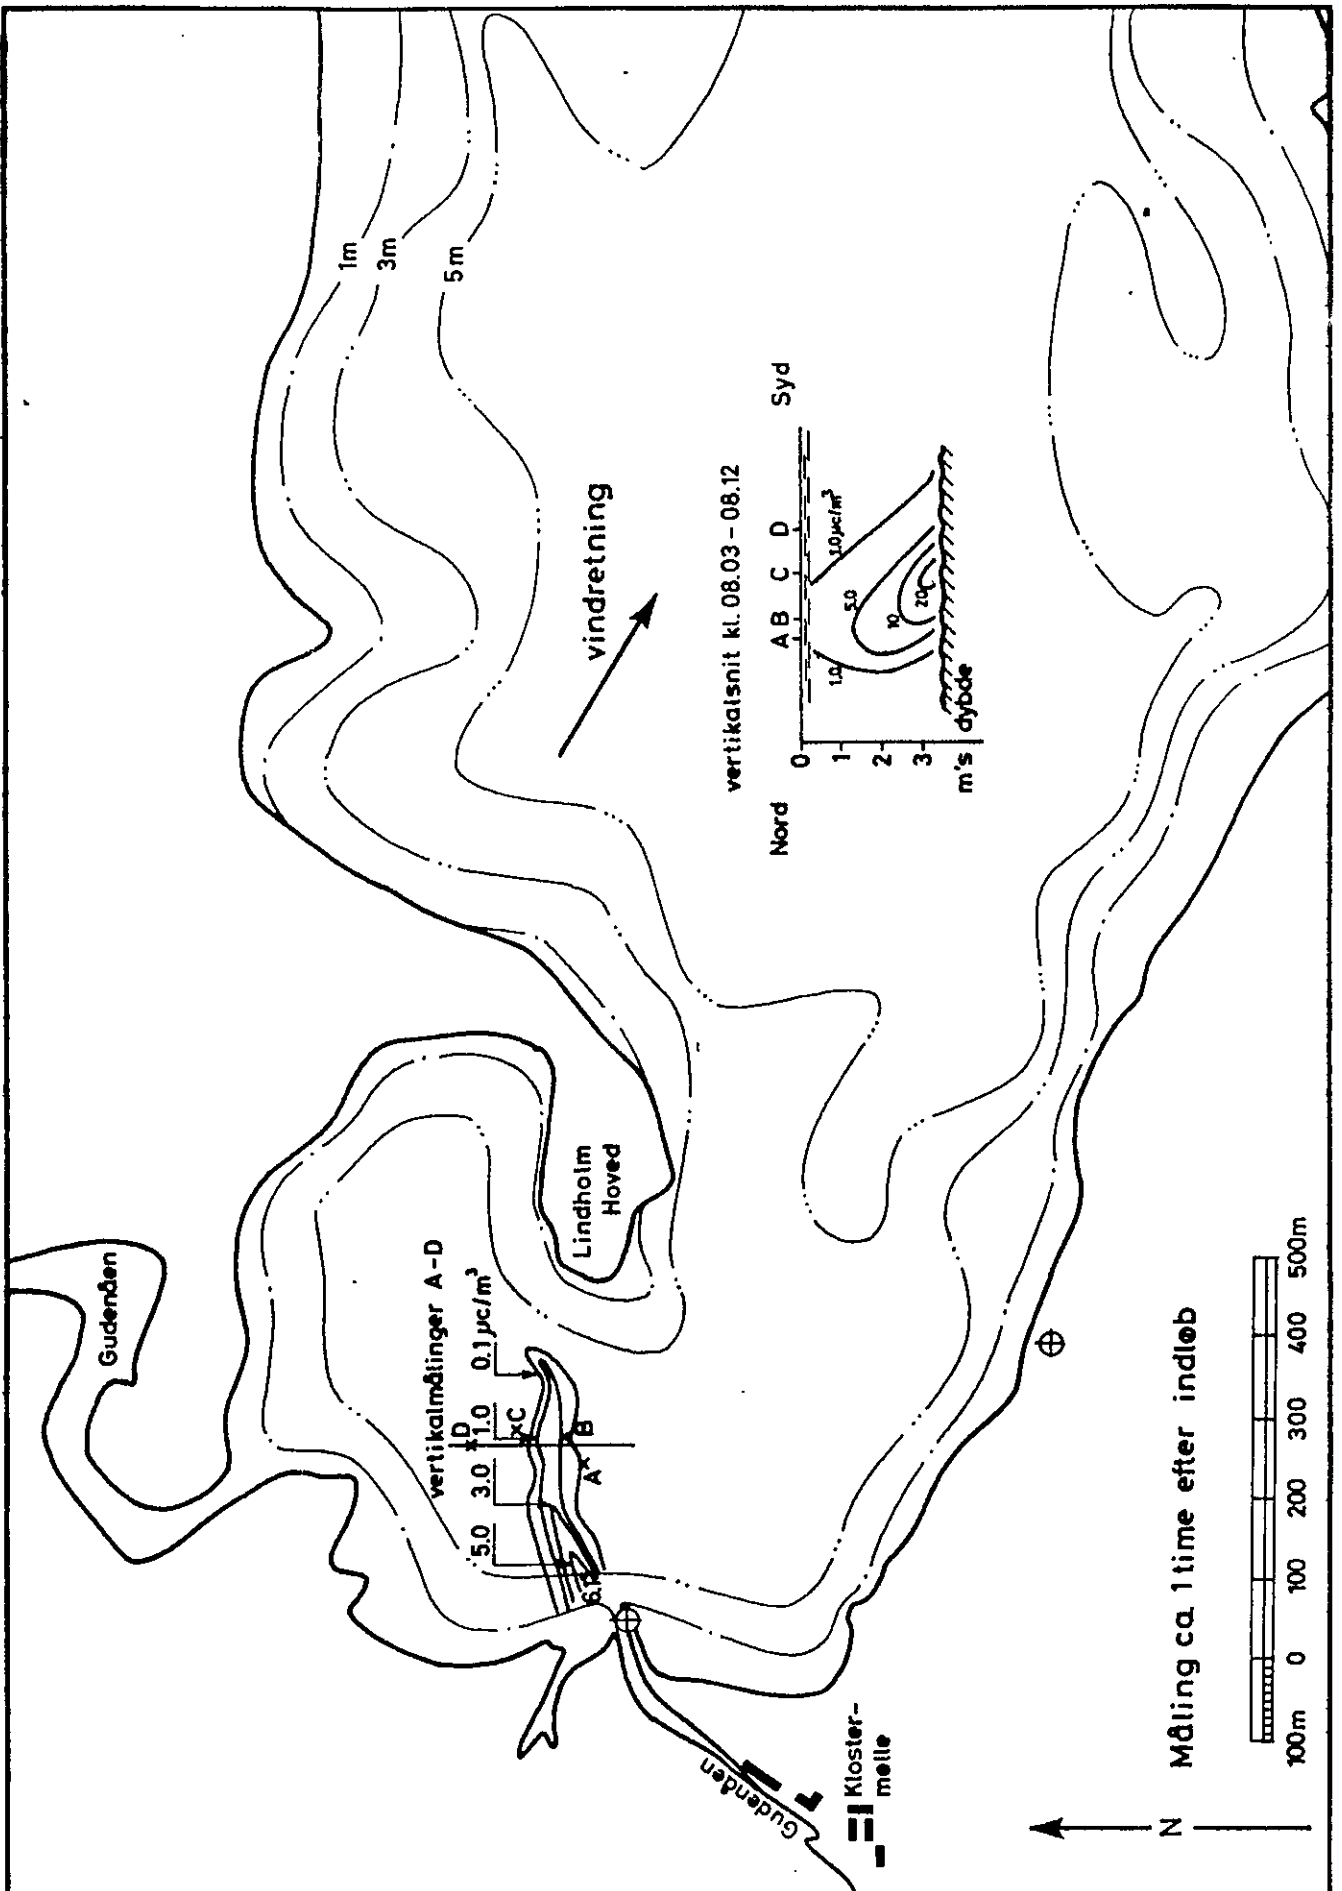 Gudenåen
vertikalmålinger A-D
5.0 3.0 1.0 0.1 µc/m³
D
C
B
A
6.1
Lindholm
Hoved
1m
3m
5m
vindretning
vertikalsnit kl. 08.03 - 08.12
Nord
Syd
A B C D
0
1
2
3
m's dybde
1.0
5.0
10
20
1.0 µc/m³
Gudenåen
Kloster-
mølle
N
Måling ca. 1 time efter indløb
100m 0 100 200 300 400 500m